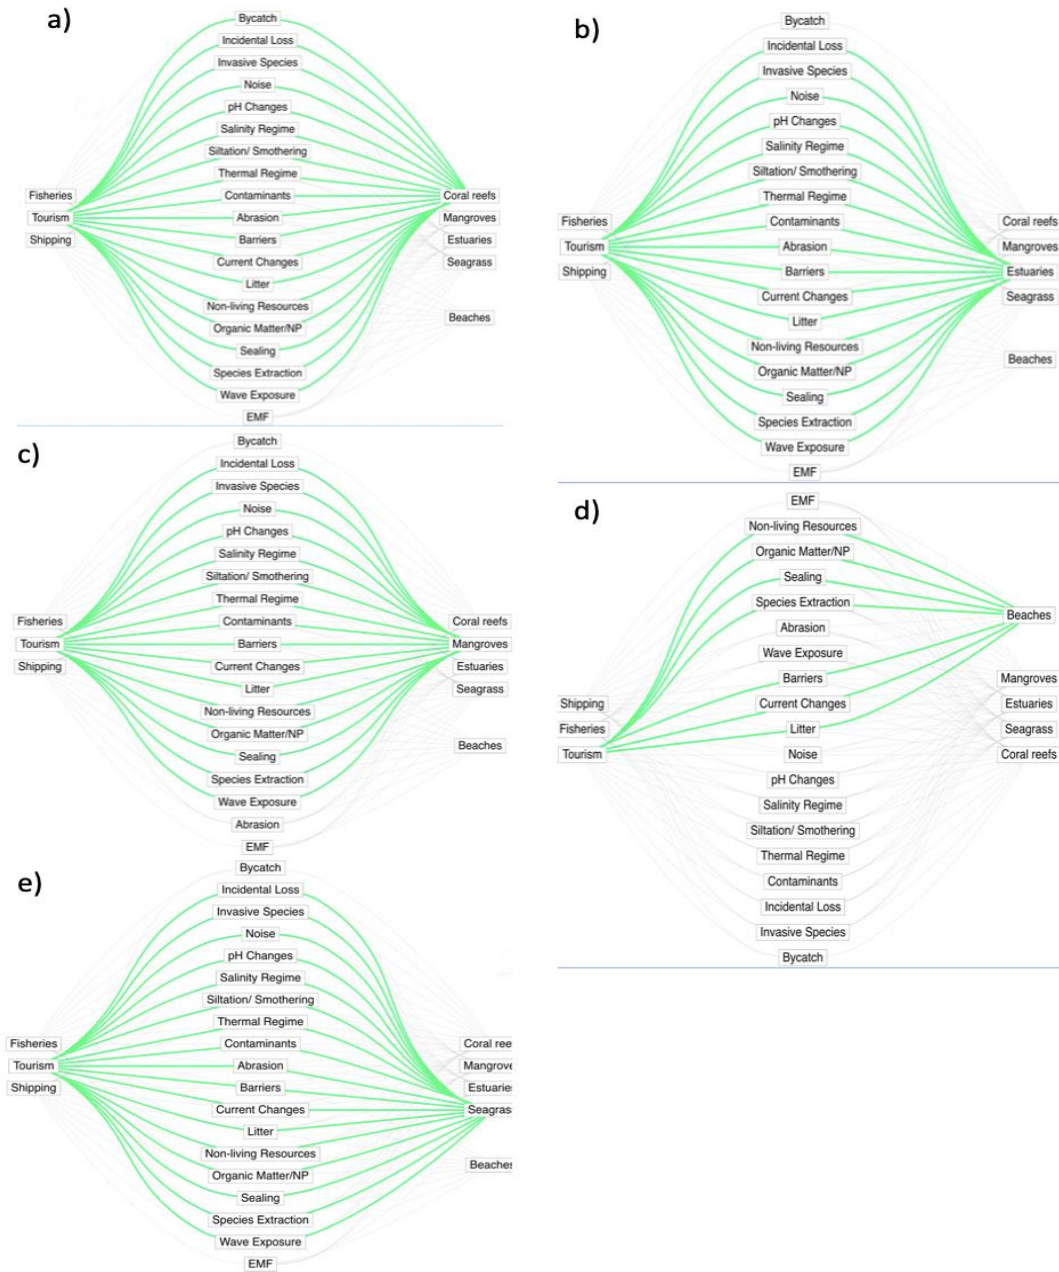 a)
Bycatch
Incidental Loss
Invasive Species
Noise
pH Changes
Salinity Regime
Siltation/ Smothering
Thermal Regime
Fisheries
Contaminants
Coral reefs
Tourism
Abrasion
Mangroves
Shipping
Barriers
Estuaries
Current Changes
Seagrass
Litter
Non-living Resources
Beaches
Organic Matter/NP
Sealing
Species Extraction
Wave Exposure
EMF
b)
Bycatch
Incidental Loss
Invasive Species
Noise
pH Changes
Salinity Regime
Siltation/ Smothering
Thermal Regime
Fisheries
Contaminants
Coral reefs
Tourism
Abrasion
Mangroves
Shipping
Barriers
Estuaries
Current Changes
Seagrass
Litter
Non-living Resources
Beaches
Organic Matter/NP
Sealing
Species Extraction
Wave Exposure
EMF
c)
Bycatch
Incidental Loss
Invasive Species
Noise
pH Changes
Salinity Regime
Siltation/ Smothering
Thermal Regime
Fisheries
Contaminants
Coral reefs
Tourism
Barriers
Mangroves
Shipping
Current Changes
Estuaries
Litter
Seagrass
Non-living Resources
Organic Matter/NP
Beaches
Sealing
Species Extraction
Wave Exposure
Abrasion
EMF
d)
EMF
Non-living Resources
Organic Matter/NP
Sealing
Species Extraction
Beaches
Abrasion
Wave Exposure
Barriers
Mangroves
Shipping
Current Changes
Estuaries
Fisheries
Litter
Seagrass
Tourism
Noise
Coral reefs
pH Changes
Salinity Regime
Siltation/ Smothering
Thermal Regime
Contaminants
Incidental Loss
Invasive Species
Bycatch
e)
Bycatch
Incidental Loss
Invasive Species
Noise
pH Changes
Salinity Regime
Siltation/ Smothering
Thermal Regime
Fisheries
Contaminants
Coral ree
Tourism
Abrasion
Mangrove
Shipping
Barriers
Estuaries
Current Changes
Seagras
Litter
Non-living Resources
Beaches
Organic Matter/NP
Sealing
Species Extraction
Wave Exposure
EMF